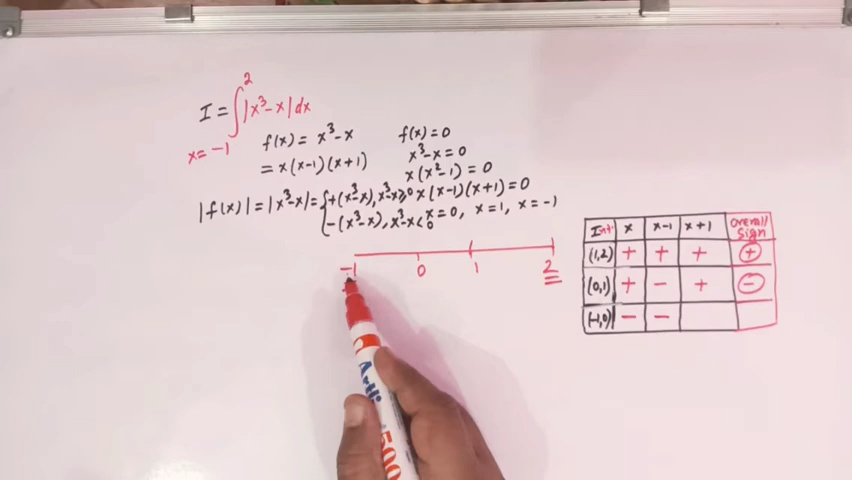 I = ∫ x=-1 2 |x³-x| dx
f(x) = x³-x
= x(x-1)(x+1)
f(x)=0
x³-x=0
x(x²-1)=0
x(x-1)(x+1)=0
x=0, x=1, x=-1
|f(x)| = |x³-x| = { +(x³-x), x³-x≥0
-(x³-x), x³-x<0
-1 0 1 2
Int. x x-1 x+1 Overall Sign
(1,2) + + + +
(0,1) + - + -
(-1,0) - -
Artli
500